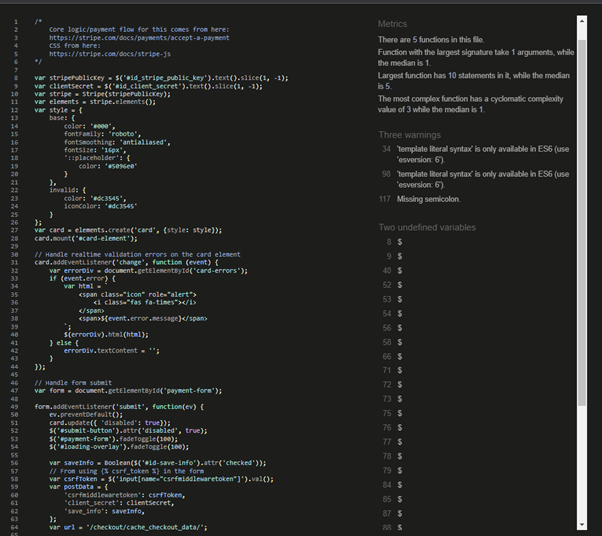 1 /*
2 Core logic/payment flow for this comes from here:
3 https://stripe.com/docs/payments/accept-a-payment
4 CSS from here:
5 https://stripe.com/docs/stripe-js
6 */
7
8 var stripePublicKey = $('#id_stripe_public_key').text().slice(1, -1);
9 var clientSecret = $('#id_client_secret').text().slice(1, -1);
10 var stripe = Stripe(stripePublicKey);
11 var elements = stripe.elements();
12 var style = {
13 base: {
14 color: '#000',
15 fontFamily: 'roboto',
16 fontSmoothing: 'antialiased',
17 fontSize: '16px',
18 '::placeholder': {
19 color: '#5096e0'
20 }
21 },
22 invalid: {
23 color: '#dc3545',
24 iconColor: '#dc3545'
25 }
26 };
27 var card = elements.create('card', {style: style});
28 card.mount('#card-element');
29
30 // Handle realtime validation errors on the card element
31 card.addEventListener('change', function (event) {
32 var errorDiv = document.getElementById('card-errors');
33 if (event.error) {
34 var html = `
35 <span class="icon" role="alert">
36 <i class="fas fa-times"></i>
37 </span>
38 <span>${event.error.message}</span>
39 `;
40 $(errorDiv).html(html);
41 } else {
42 errorDiv.textContent = '';
43 }
44 });
45
46 // Handle form submit
47 var form = document.getElementById('payment-form');
48
49 form.addEventListener('submit', function(ev) {
50 ev.preventDefault();
51 card.update({ 'disabled': true});
52 $('#submit-button').attr('disabled', true);
53 $('#payment-form').fadeToggle(100);
54 $('#loading-overlay').fadeToggle(100);
55
56 var saveInfo = Boolean($('#id-save-info').attr('checked'));
57 // From using {% csrf_token %} in the form
58 var csrfToken = $('input[name="csrfmiddlewaretoken"]').val();
59 var postData = {
60 'csrfmiddlewaretoken': csrfToken,
61 'client_secret': clientSecret,
62 'save_info': saveInfo,
63 };
64 var url = '/checkout/cache_checkout_data/';
65
Metrics
There are 5 functions in this file.
Function with the largest signature take 1 arguments, while
the median is 1.
Largest function has 10 statements in it, while the median
is 5.
The most complex function has a cyclomatic complexity
value of 3 while the median is 1.
Three warnings
34 'template literal syntax' is only available in ES6 (use
'esversion: 6').
98 'template literal syntax' is only available in ES6 (use
'esversion: 6').
117 Missing semicolon.
Two undefined variables
8 $
9 $
40 $
52 $
53 $
54 $
56 $
58 $
66 $
71 $
72 $
73 $
75 $
76 $
77 $
78 $
79 $
84 $
85 $
87 $
88 $